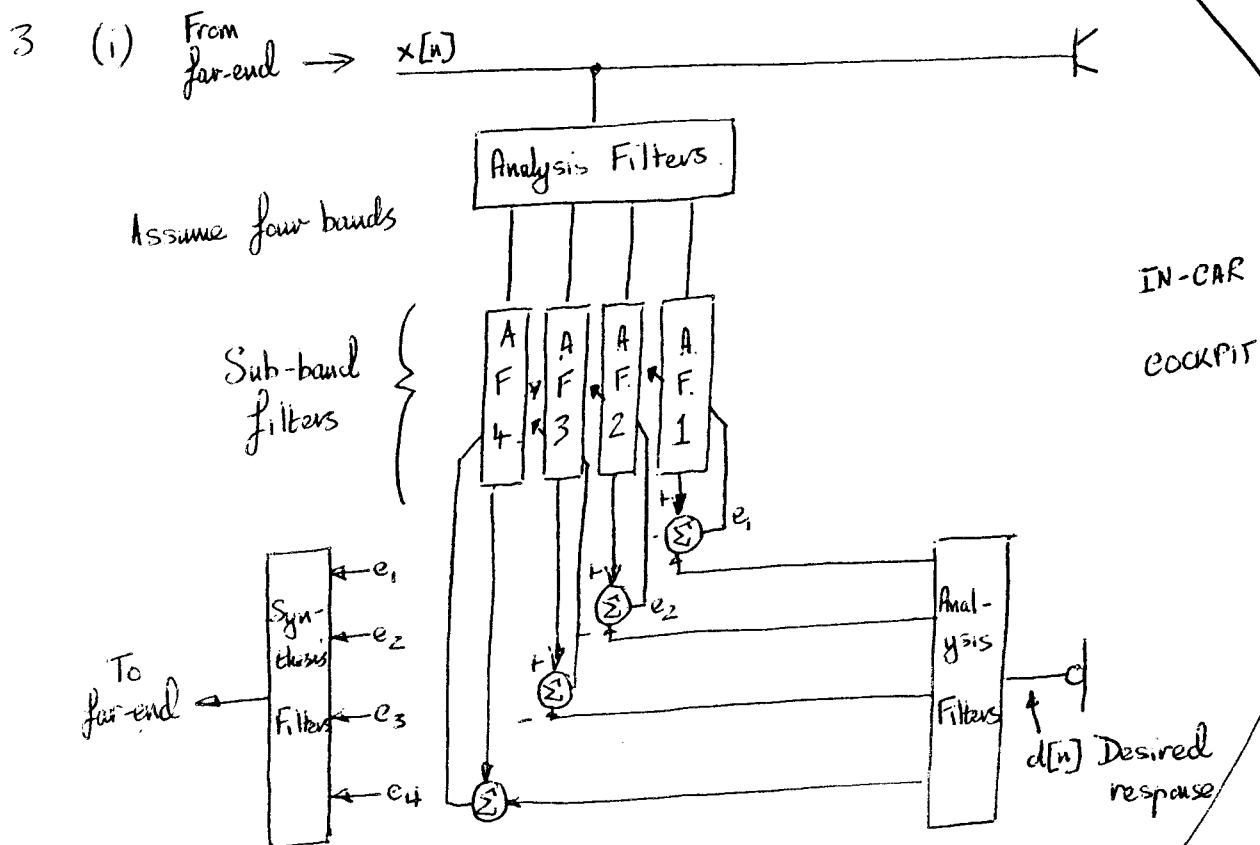 3 (i) From
far-end → x[n]
Analysis Filters
Assume four bands
IN-CAR
COCKPIT
Sub-band
filters
A F 4
A F 3
A F. 2
A F. 1
+
-
Σ
e₁
+
-
Σ
e₂
+
-
Σ
Σ
Syn-
thesis
Filters
e₁
e₂
e₃
e₄
To
far-end
Anal-
ysis
Filters
d[n] Desired
response